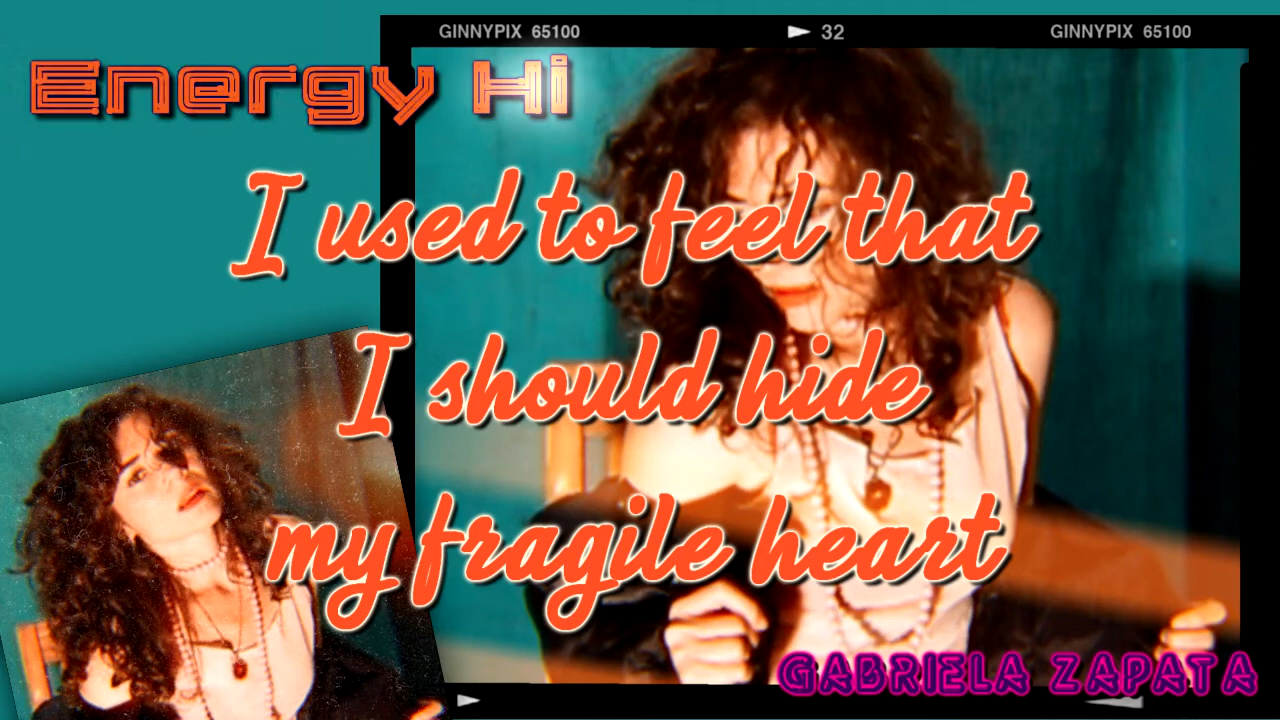 GINNYPIX 65100 32 GINNYPIX 65100
Energy Hi
I used to feel that
I should hide
my fragile heart
GABRIELA ZAPATA